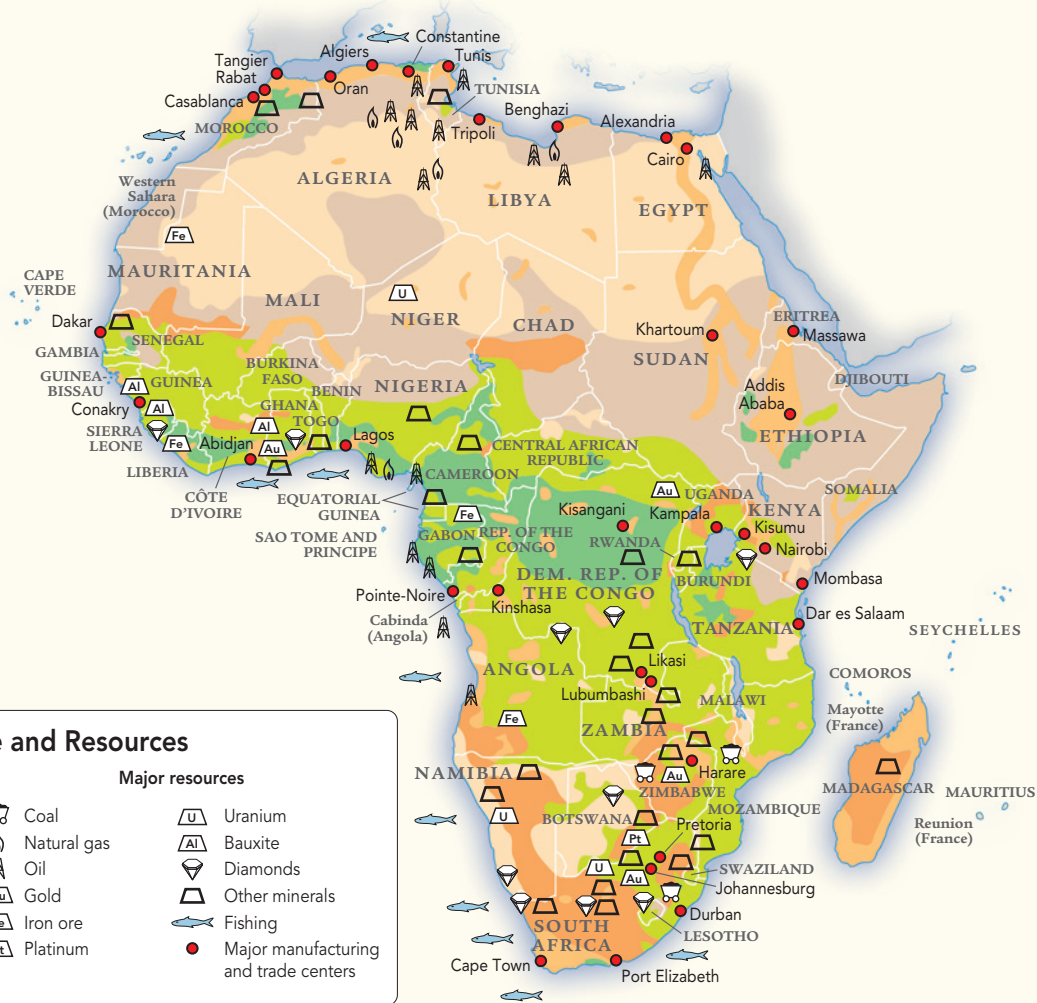 Constantine
Algiers
Tunis
Tangier
Rabat
Oran
Casablanca
TUNISIA
Benghazi
Tripoli
Alexandria
Cairo
MOROCCO
ALGERIA
LIBYA
EGYPT
Western
Sahara
(Morocco)
Fe
MAURITANIA
CAPE
VERDE
MALI
U
NIGER
CHAD
Khartoum
SUDAN
ERITREA
Massawa
Dakar
SENEGAL
GAMBIA
GUINEA-
BISSAU
Al
GUINEA
BURKINA
FASO
BENIN
NIGERIA
Addis
Ababa
DJIBOUTI
Conakry
Al
GHANA
TOGO
Al
SIERRA
LEONE
Fe
Abidjan
Au
Lagos
ETHIOPIA
LIBERIA
CENTRAL AFRICAN
REPUBLIC
CAMEROON
CÔTE
D'IVOIRE
EQUATORIAL
GUINEA
Au
UGANDA
SOMALIA
KENYA
SAO TOME AND
PRINCIPE
Fe
GABON
REP. OF THE
CONGO
Kisangani
Kampala
Kisumu
Nairobi
RWANDA
BURUNDI
DEM. REP. OF
THE CONGO
Mombasa
Pointe-Noire
Kinshasa
Cabinda
(Angola)
Dar es Salaam
TANZANIA
SEYCHELLES
ANGOLA
Likasi
Lubumbashi
COMOROS
MALAWI
Mayotte
(France)
Fe
ZAMBIA
NAMIBIA
Au
Harare
ZIMBABWE
MADAGASCAR
MAURITIUS
U
BOTSWANA
MOZAMBIQUE
Reunion
(France)
Pt
Pretoria
U
Au
SWAZILAND
Johannesburg
Durban
SOUTH
AFRICA
LESOTHO
Cape Town
Port Elizabeth
and Resources
Major resources
Coal
Natural gas
Oil
Gold
Iron ore
Platinum
U Uranium
Al Bauxite
Diamonds
Other minerals
Fishing
Major manufacturing
and trade centers